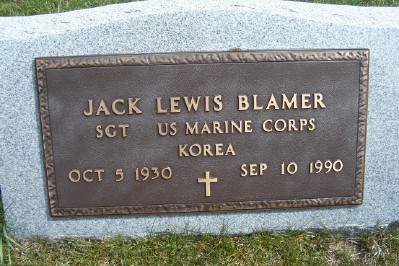 JACK LEWIS BLAMER
SGT US MARINE CORPS
KOREA
OCT 5 1930 SEP 10 1990